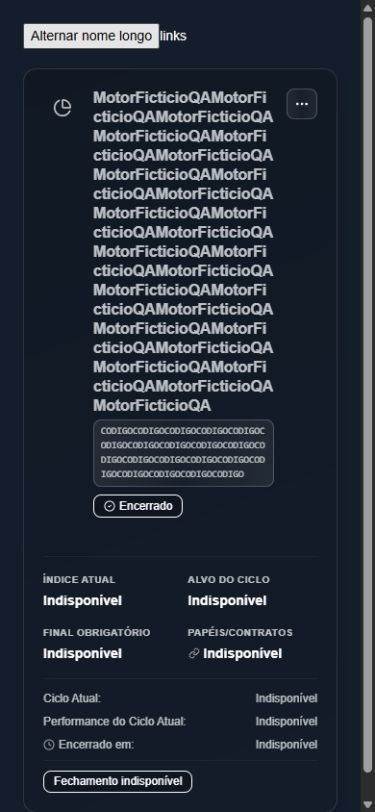 Alternar nome longo links
MotorFicticioQAMotorFi
cticioQAMotorFicticioQA
MotorFicticioQAMotorFi
cticioQAMotorFicticioQA
MotorFicticioQAMotorFi
cticioQAMotorFicticioQA
MotorFicticioQAMotorFi
cticioQAMotorFicticioQA
MotorFicticioQAMotorFi
cticioQAMotorFicticioQA
MotorFicticioQAMotorFi
cticioQAMotorFicticioQA
MotorFicticioQAMotorFi
cticioQAMotorFicticioQA
MotorFicticioQAMotorFi
cticioQAMotorFicticioQA
MotorFicticioQA
CODIGOCODIGOCODIGOCODIGOCODIGOC
ODIGOCODIGOCODIGOCODIGOCODIGOCO
DIGOCODIGOCODIGOCODIGOCODIGOCOD
IGOCODIGOCODIGOCODIGOCODIGO
Encerrado
ÍNDICE ATUAL ALVO DO CICLO
Indisponível Indisponível
FINAL OBRIGATÓRIO PAPÉIS/CONTRATOS
Indisponível Indisponível
Ciclo Atual: Indisponível
Performance do Ciclo Atual: Indisponível
Encerrado em: Indisponível
Fechamento indisponível